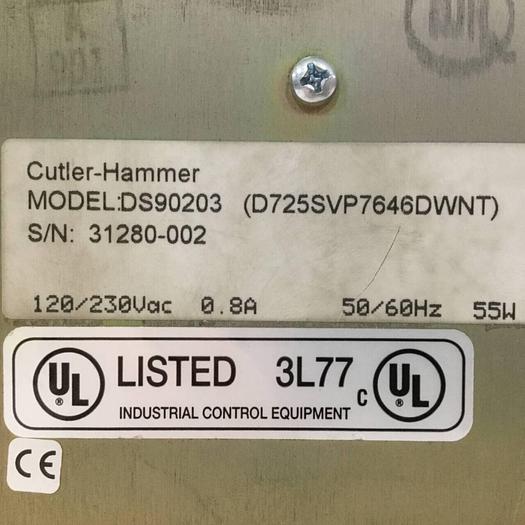 A
001
Cutler-Hammer
MODEL:DS90203 (D725SVP7646DWNT)
S/N: 31280-002
120/230Vac 0.8A 50/60Hz 55W
UL LISTED 3L77 C UL
® ®
INDUSTRIAL CONTROL EQUIPMENT
CE